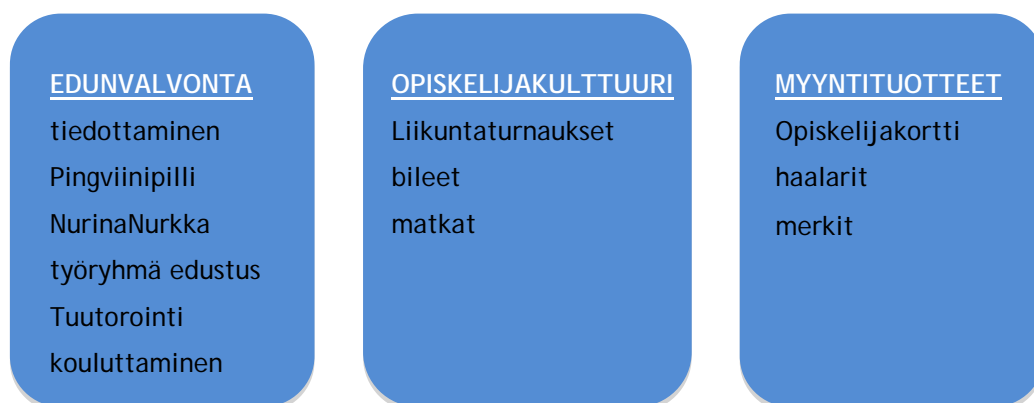 EDUNVALVONTA
tiedottaminen
Pingviinipilli
NurinaNurkka
työryhmä edustus
Tuutorointi
kouluttaminen
OPISKELIJAKULTTUURI
Liikuntaturnaukset
bileet
matkat
MYYNTITUOTTEET
Opiskelijakortti
haalarit
merkit